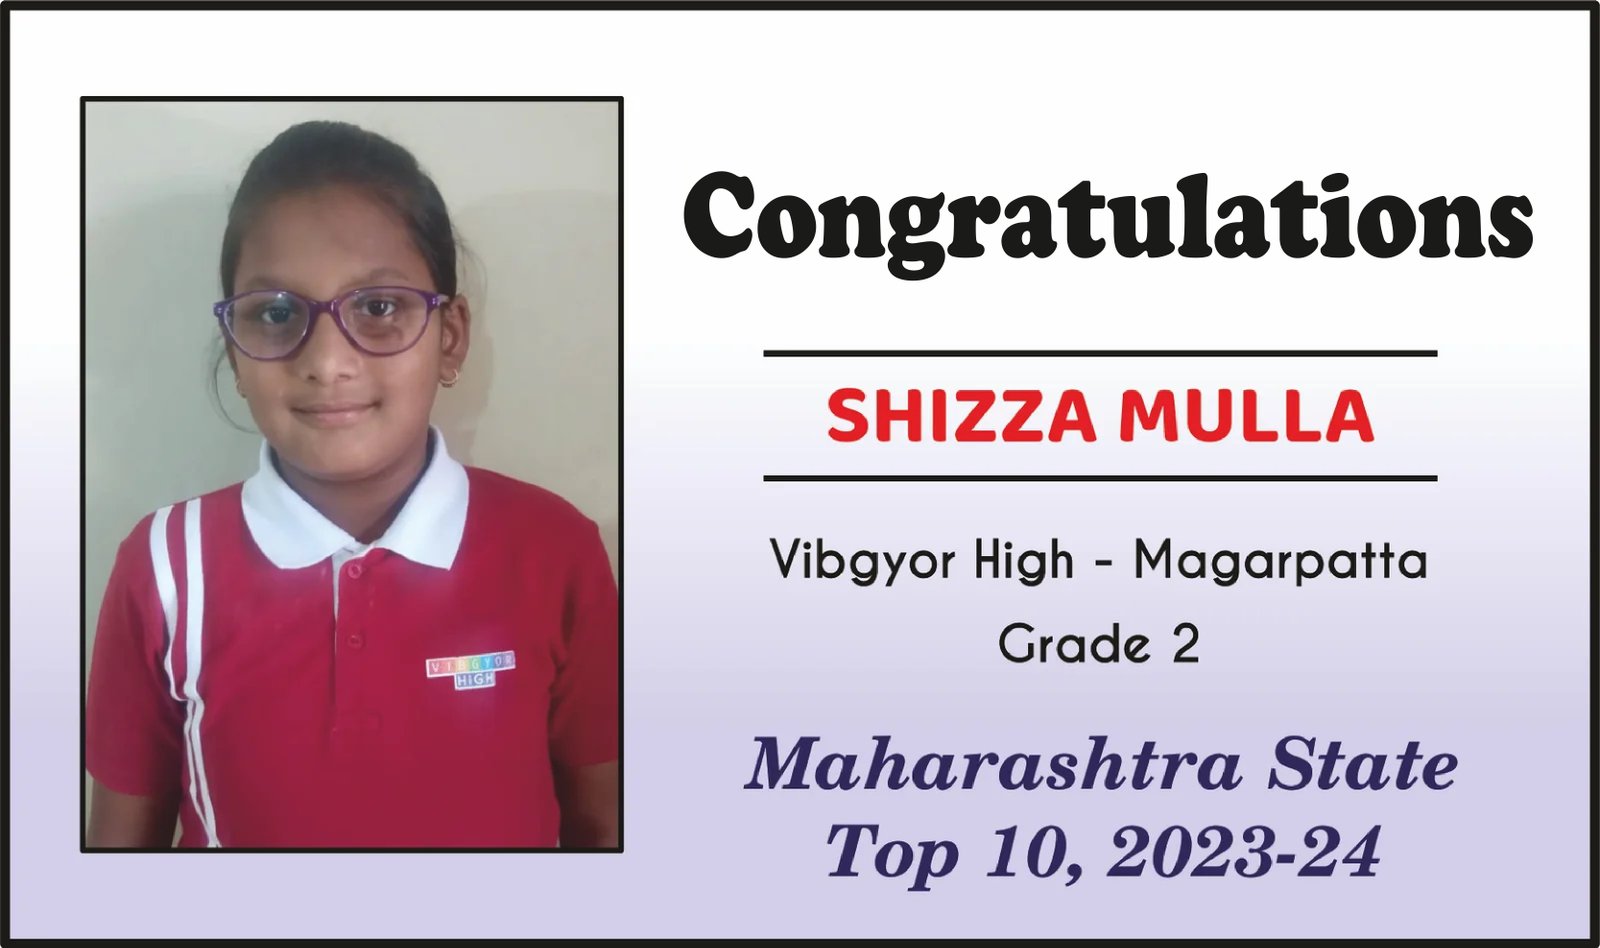 Congratulations
SHIZZA MULLA
Vibgyor High - Magarpatta
Grade 2
Maharashtra State
Top 10, 2023-24
VIBGYOR
HIGH